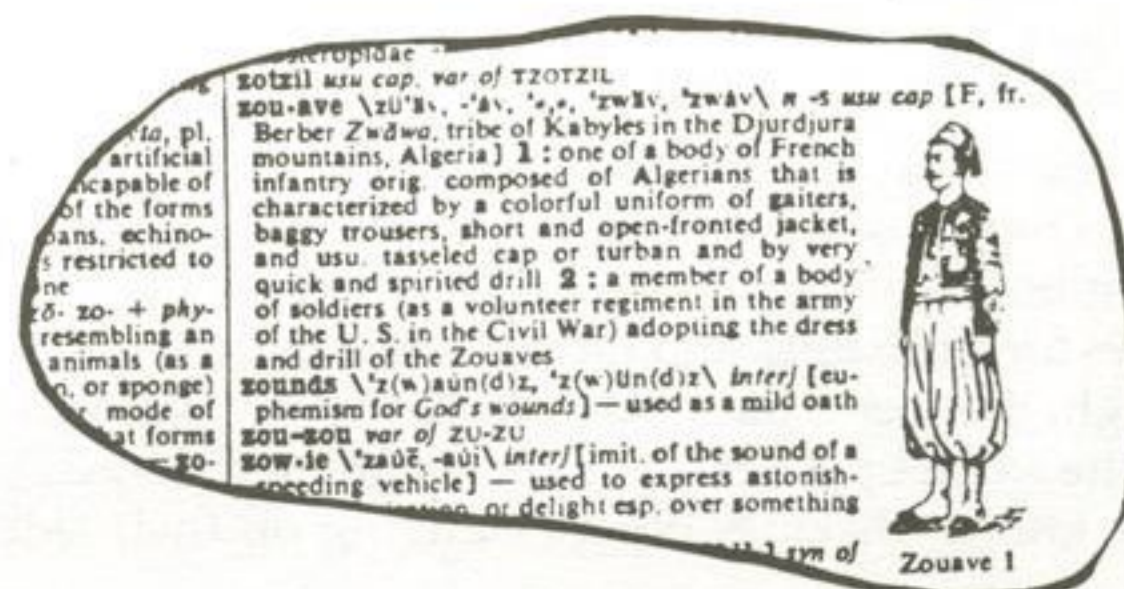 pl.
artificial
of
of the forms
echino-
restricted to
zo- + phy-
resembling an
animals (as a
or sponge)
mode of
forms
— zo-
zotzil usu cap. var of TZOTZIL
zou·ave \zü'äv, -'àv, 'ₑ,ₑ, 'zwäv, 'zwàv\ n -s usu cap [F, fr.
Berber Zwāwa, tribe of Kabyles in the Djurdjura
mountains, Algeria] 1 : one of a body of French
infantry orig. composed of Algerians that is
characterized by a colorful uniform of gaiters,
baggy trousers, short and open-fronted jacket,
and usu. tasseled cap or turban and by very
quick and spirited drill 2 : a member of a body
of soldiers (as a volunteer regiment in the army
of the U. S. in the Civil War) adopting the dress
and drill of the Zouaves
zounds \'z(w)aún(d)z, 'z(w)ün(d)z\ interj [eu-
phemism for God's wounds] — used as a mild oath
zou-zou var of ZU-ZU
zow·ie \'zaúē, -aúi\ interj [imit. of the sound of a
speeding vehicle] — used to express astonish-
or delight esp. over something
syn of
Zouave 1